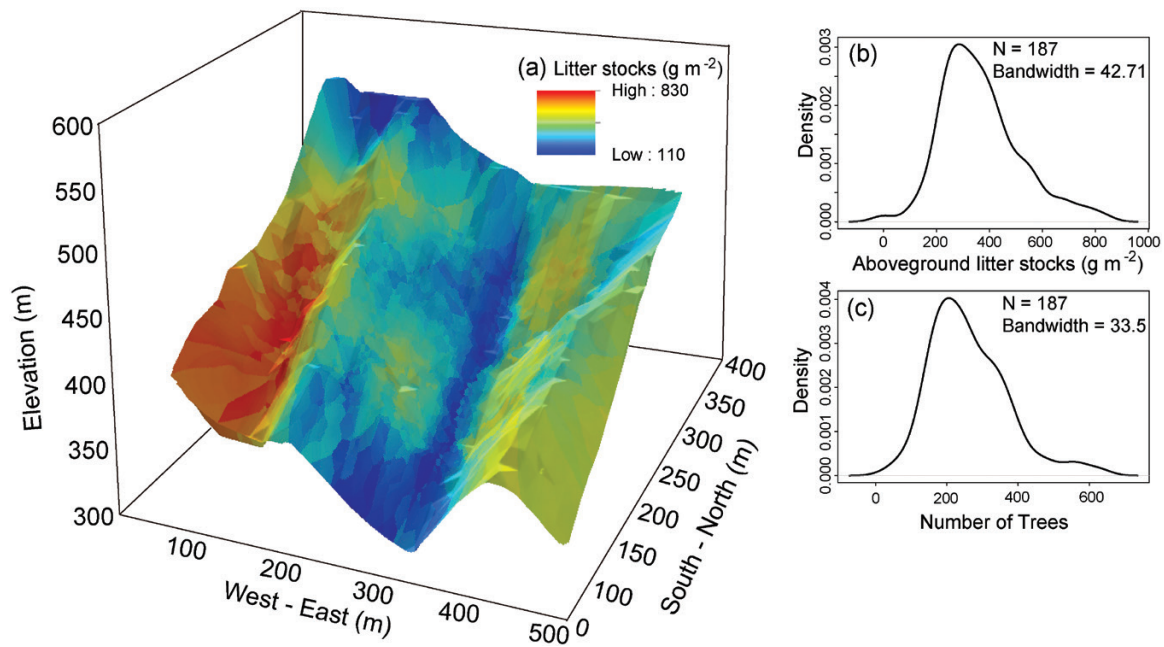 (a) Litter stocks (g m-2)
High : 830
Low : 110
600
550
500
450
400
350
300
Elevation (m)
100
200
300
400
500
West - East (m)
0
100
150
200
250
300
350
400
South - North (m)
(b)
N = 187
Bandwidth = 42.71
0.003
0.002
0.001
0.000
Density
0
200
400
600
800
1000
Aboveground litter stocks (g m-2)
(c)
N = 187
Bandwidth = 33.5
0.004
0.003
0.002
0.001
0.000
Density
0
200
400
600
Number of Trees